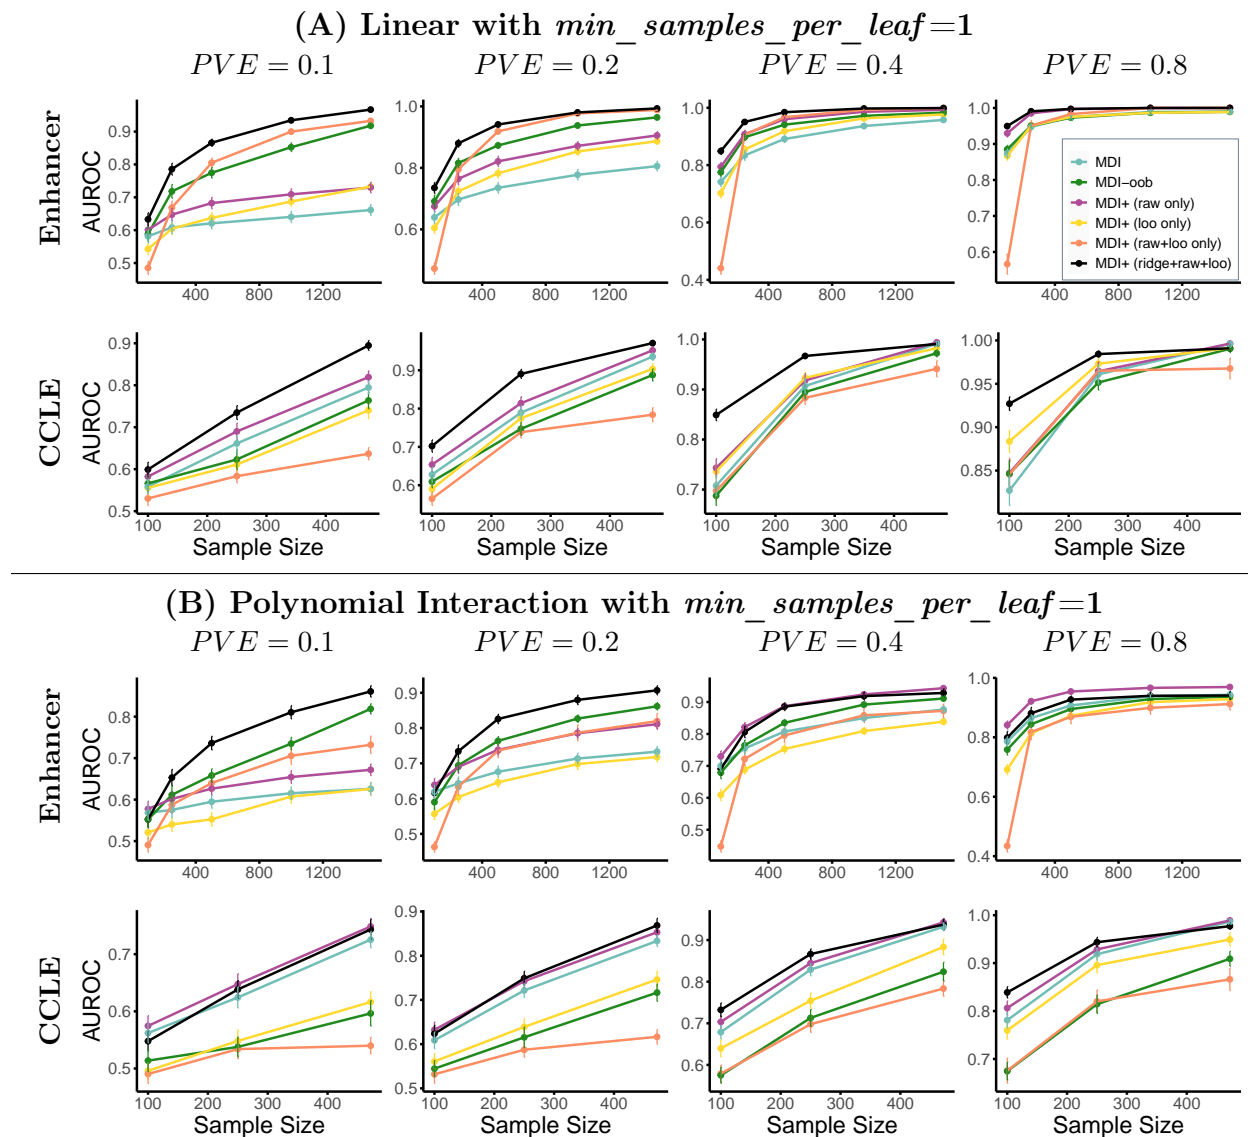 (A) Linear with min_samples_per_leaf=1
PVE = 0.1 PVE = 0.2 PVE = 0.4 PVE = 0.8
Enhancer
AUROC
0.9
0.8
0.7
0.6
0.5
400 800 1200
1.0
0.9
0.8
0.7
0.6
400 800 1200
1.0
0.8
0.6
0.4
400 800 1200
1.0
0.9
0.8
0.7
0.6
400 800 1200
MDI
MDI-oob
MDI+ (raw only)
MDI+ (loo only)
MDI+ (raw+loo only)
MDI+ (ridge+raw+loo)
CCLE
AUROC
0.9
0.8
0.7
0.6
0.5
100 200 300 400
Sample Size
0.9
0.8
0.7
0.6
100 200 300 400
Sample Size
1.0
0.9
0.8
0.7
100 200 300 400
Sample Size
1.00
0.95
0.90
0.85
100 200 300 400
Sample Size
(B) Polynomial Interaction with min_samples_per_leaf=1
PVE = 0.1 PVE = 0.2 PVE = 0.4 PVE = 0.8
Enhancer
AUROC
0.8
0.7
0.6
0.5
400 800 1200
0.9
0.8
0.7
0.6
0.5
400 800 1200
0.9
0.8
0.7
0.6
0.5
400 800 1200
1.0
0.8
0.6
0.4
400 800 1200
CCLE
AUROC
0.7
0.6
0.5
100 200 300 400
Sample Size
0.9
0.8
0.7
0.6
0.5
100 200 300 400
Sample Size
0.9
0.8
0.7
0.6
100 200 300 400
Sample Size
1.0
0.9
0.8
0.7
100 200 300 400
Sample Size